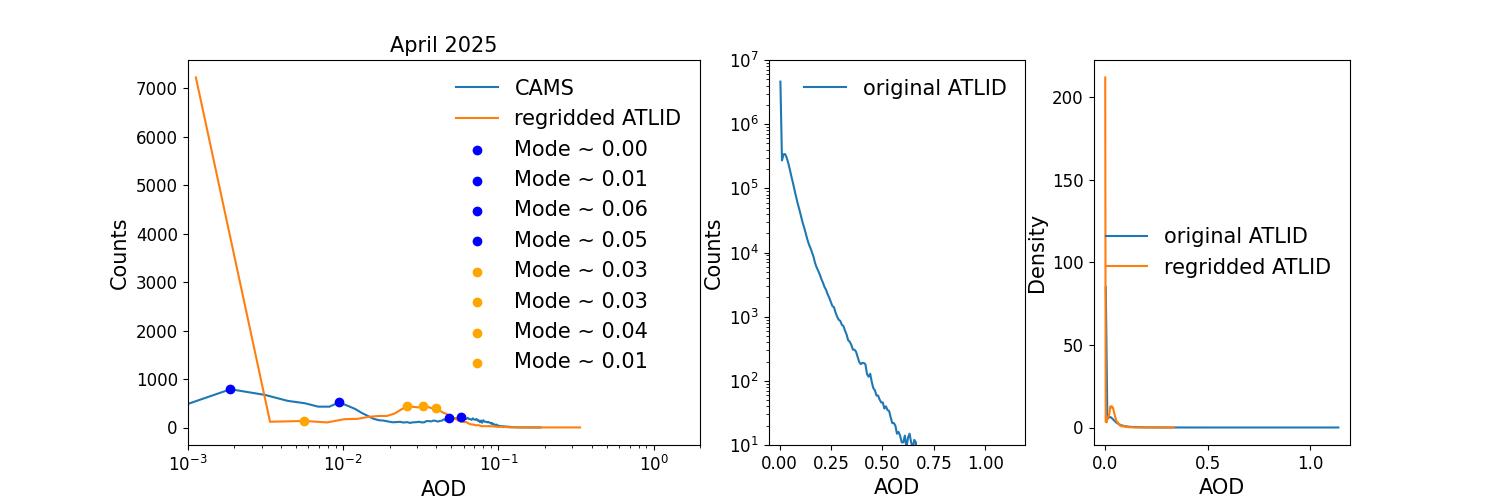 April 2025
7000
6000
5000
4000
3000
2000
1000
0
Counts
10⁻³
10⁻²
10⁻¹
10⁰
AOD
CAMS
regridded ATLID
Mode ~ 0.00
Mode ~ 0.01
Mode ~ 0.06
Mode ~ 0.05
Mode ~ 0.03
Mode ~ 0.03
Mode ~ 0.04
Mode ~ 0.01
10⁷
10⁶
10⁵
10⁴
10³
10²
10¹
Counts
0.00 0.25 0.50 0.75 1.00
AOD
original ATLID
200
150
100
50
0
Density
0.0 0.5 1.0
AOD
original ATLID
regridded ATLID